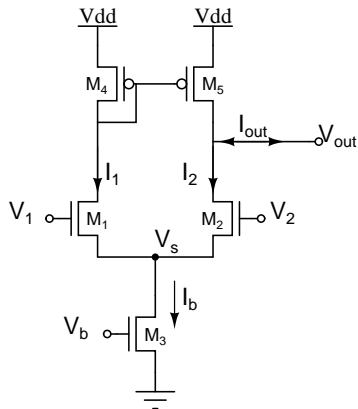 Vdd Vdd
M4 M5
Iout Vout
I1 I2
V1 M1 M2 V2
Vs
Ib
Vb M3